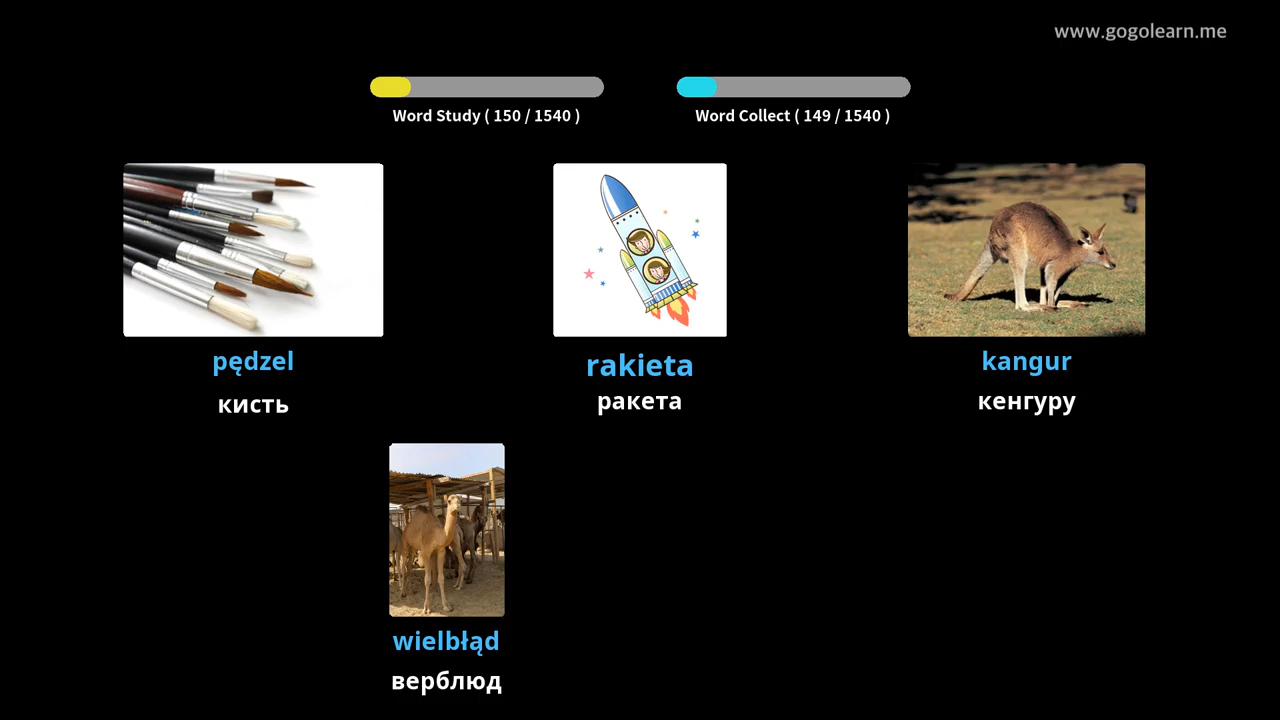 www.gogolearn.me
Word Study ( 150 / 1540 )
Word Collect ( 149 / 1540 )
pędzel
кисть
rakieta
ракета
kangur
кенгуру
wielbłąd
верблюд